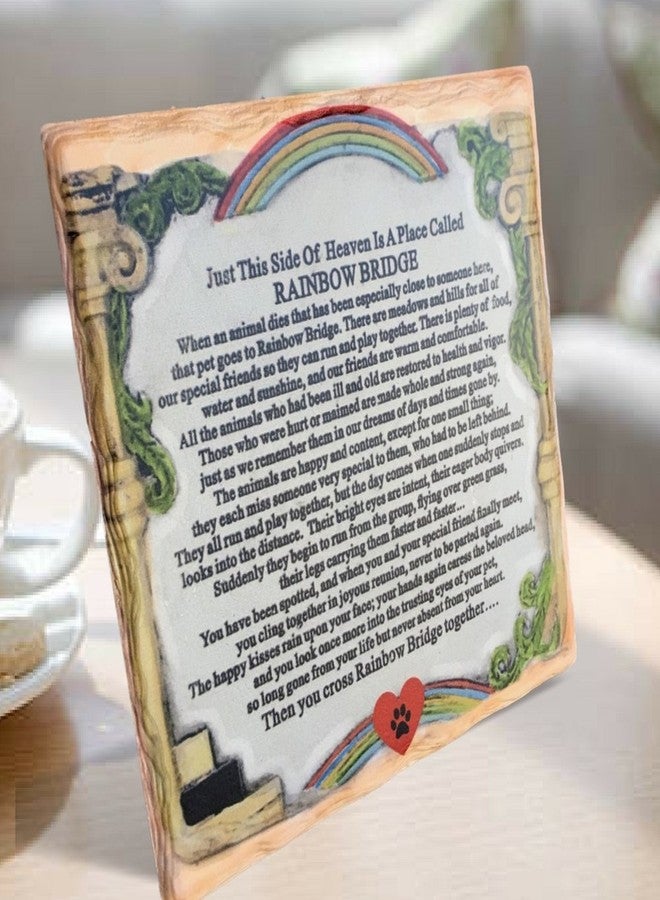 Just This Side Of Heaven Is A Place Called
RAINBOW BRIDGE
When an animal dies that has been especially close to someone here,
that pet goes to Rainbow Bridge. There are meadows and hills for all of
our special friends so they can run and play together. There is plenty of food,
water and sunshine, and our friends are warm and comfortable.
All the animals who had been ill and old are restored to health and vigor.
Those who were hurt or maimed are made whole and strong again,
just as we remember them in our dreams of days and times gone by.
The animals are happy and content, except for one small thing;
they each miss someone very special to them, who had to be left behind.
They all run and play together, but the day comes when one suddenly stops and
looks into the distance. Their bright eyes are intent, their eager body quivers.
Suddenly they begin to run from the group, flying over green grass,
their legs carrying them faster and faster...
You have been spotted, and when you and your special friend finally meet,
you cling together in joyous reunion, never to be parted again.
The happy kisses rain upon your face; your hands again caress the beloved head,
and you look once more into the trusting eyes of your pet,
so long gone from your life but never absent from your heart.
Then you cross Rainbow Bridge together....